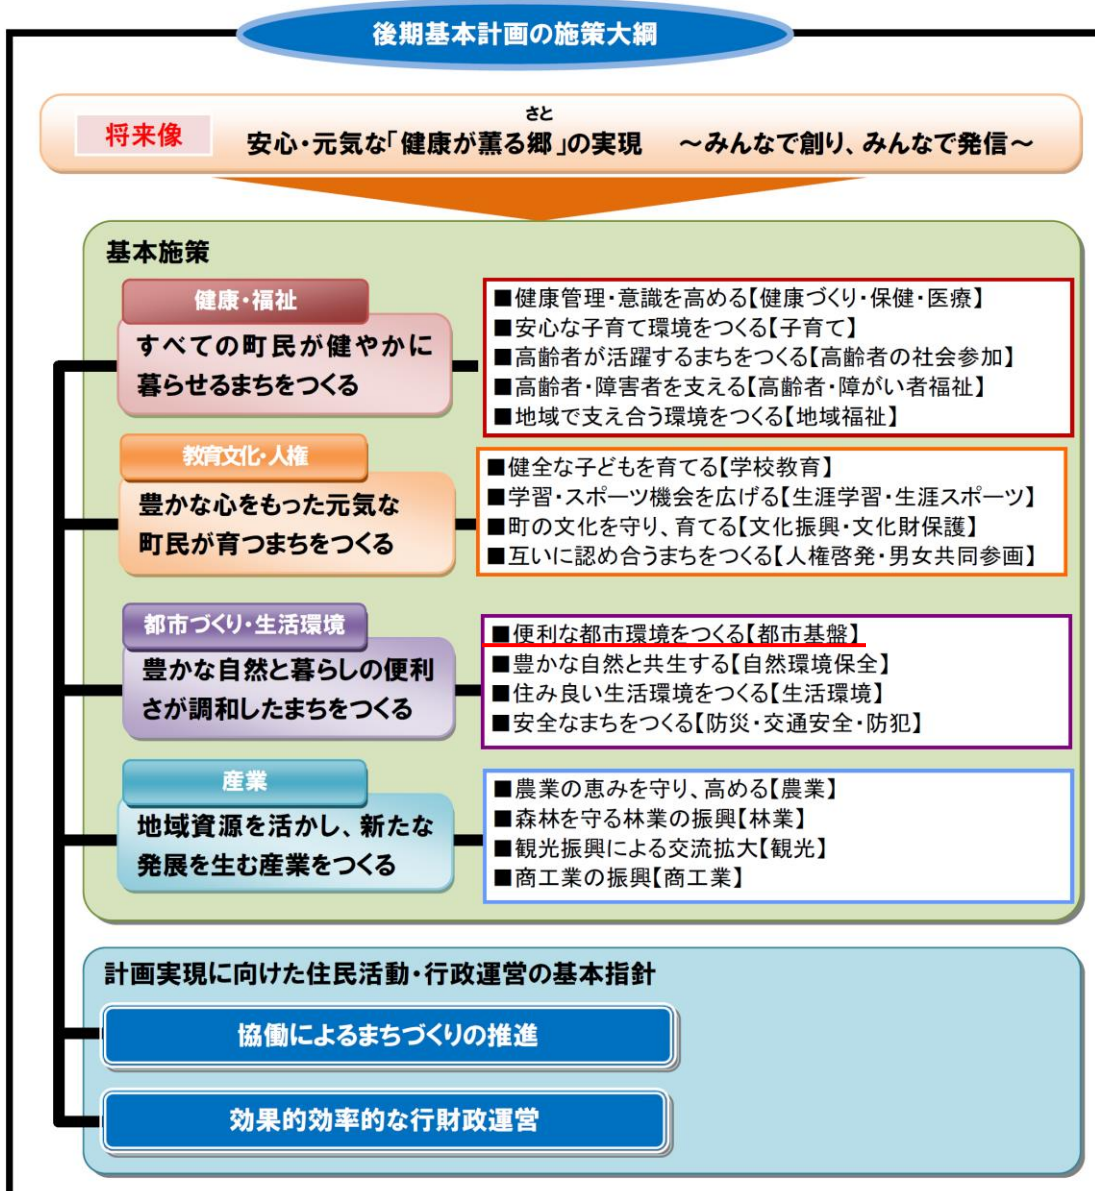 後期基本計画の施策大綱
さと
将来像 安心・元気な「健康が薫る郷」の実現 ～みんなで創り、みんなで発信～
基本施策
健康・福祉
すべての町民が健やかに
暮らせるまちをつくる
■健康管理・意識を高める【健康づくり・保健・医療】
■安心な子育て環境をつくる【子育て】
■高齢者が活躍するまちをつくる【高齢者の社会参加】
■高齢者・障害者を支える【高齢者・障がい者福祉】
■地域で支え合う環境をつくる【地域福祉】
教育文化・人権
豊かな心をもった元気な
町民が育つまちをつくる
■健全な子どもを育てる【学校教育】
■学習・スポーツ機会を広げる【生涯学習・生涯スポーツ】
■町の文化を守り、育てる【文化振興・文化財保護】
■互いに認め合うまちをつくる【人権啓発・男女共同参画】
都市づくり・生活環境
豊かな自然と暮らしの便利
さが調和したまちをつくる
■便利な都市環境をつくる【都市基盤】
■豊かな自然と共生する【自然環境保全】
■住み良い生活環境をつくる【生活環境】
■安全なまちをつくる【防災・交通安全・防犯】
産業
地域資源を活かし、新たな
発展を生む産業をつくる
■農業の恵みを守り、高める【農業】
■森林を守る林業の振興【林業】
■観光振興による交流拡大【観光】
■商工業の振興【商工業】
計画実現に向けた住民活動・行政運営の基本指針
協働によるまちづくりの推進
効果的効率的な行財政運営